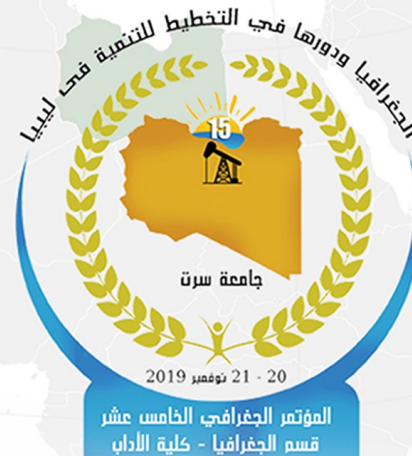 الجغرافيا ودورها في التخطيط للتنمية في ليبيا
15
جامعة سرت
20 - 21 نوفمبر 2019
المؤتمر الجغرافي الخامس عشر
قسم الجغرافيا - كلية الآداب